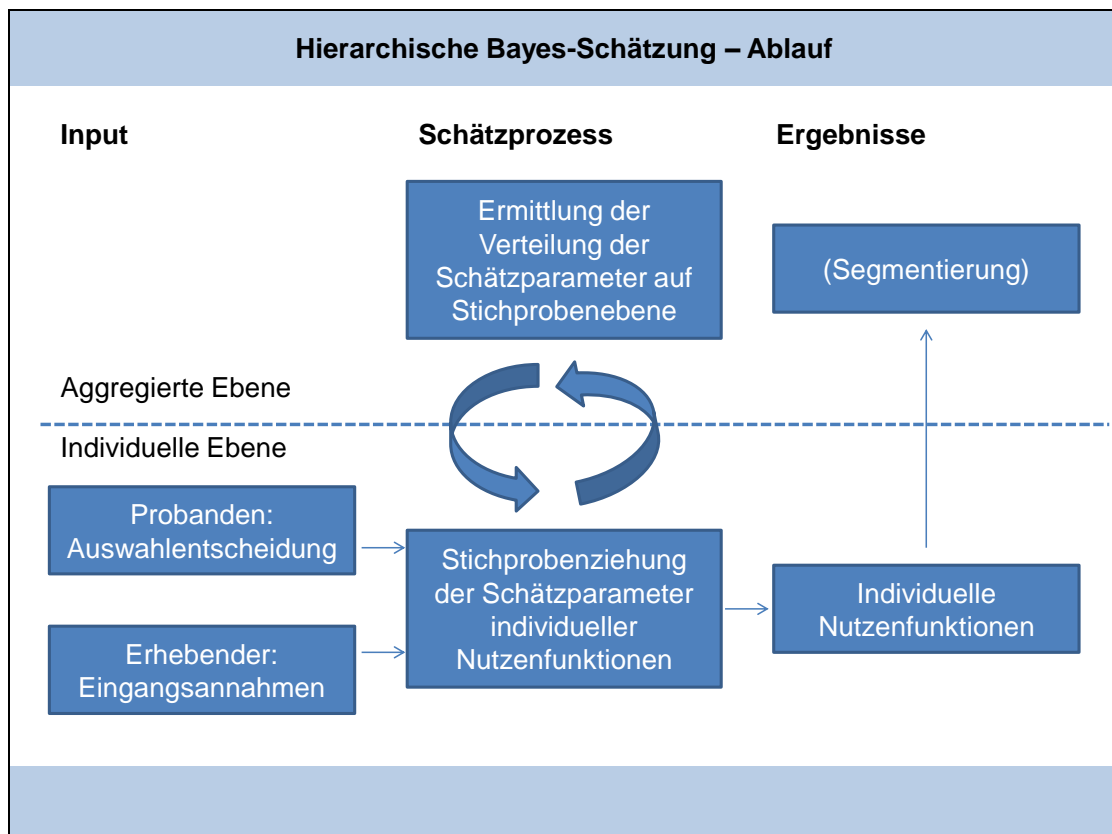 Hierarchische Bayes-Schätzung – Ablauf
Input
Schätzprozess
Ergebnisse
Ermittlung der
Verteilung der
Schätzparameter auf
Stichprobenebene
(Segmentierung)
Aggregierte Ebene
Individuelle Ebene
Probanden:
Auswahlentscheidung
Erhebender:
Eingangsannahmen
Stichprobenziehung
der Schätzparameter
individueller
Nutzenfunktionen
Individuelle
Nutzenfunktionen